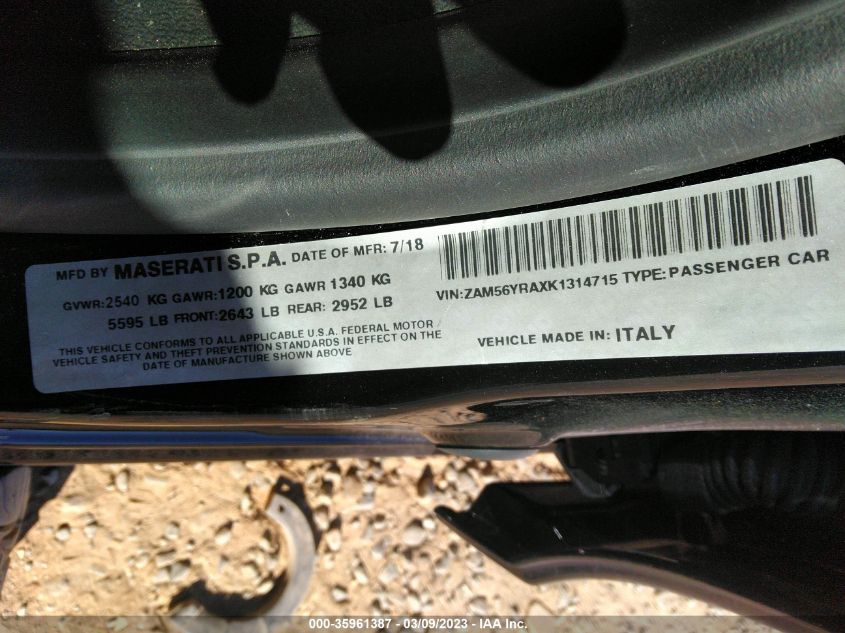 MFD BY MASERATI S.P.A. DATE OF MFR: 7/18
GVWR:2540 KG GAWR:1200 KG GAWR 1340 KG
5595 LB FRONT:2643 LB REAR: 2952 LB
THIS VEHICLE CONFORMS TO ALL APPLICABLE U.S.A. FEDERAL MOTOR /
VEHICLE SAFETY AND THEFT PREVENTION STANDARDS IN EFFECT ON THE
DATE OF MANUFACTURE SHOWN ABOVE
VIN:ZAM56YRAXK1314715 TYPE:PASSENGER CAR
VEHICLE MADE IN: ITALY
000-35961387 - 03/09/2023 - IAA Inc.